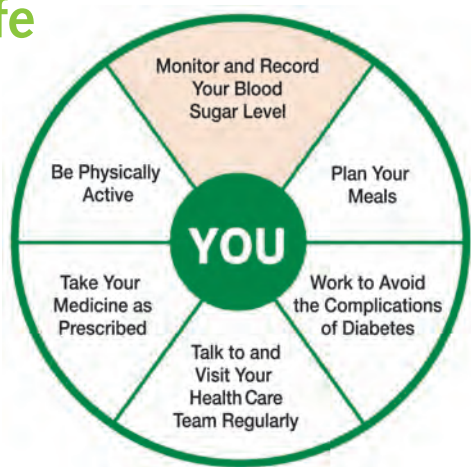 fe
Monitor and Record
Your Blood
Sugar Level
Plan Your
Meals
Work to Avoid
the Complications
of Diabetes
Talk to and
Visit Your
Health Care
Team Regularly
Take Your
Medicine as
Prescribed
Be Physically
Active
YOU